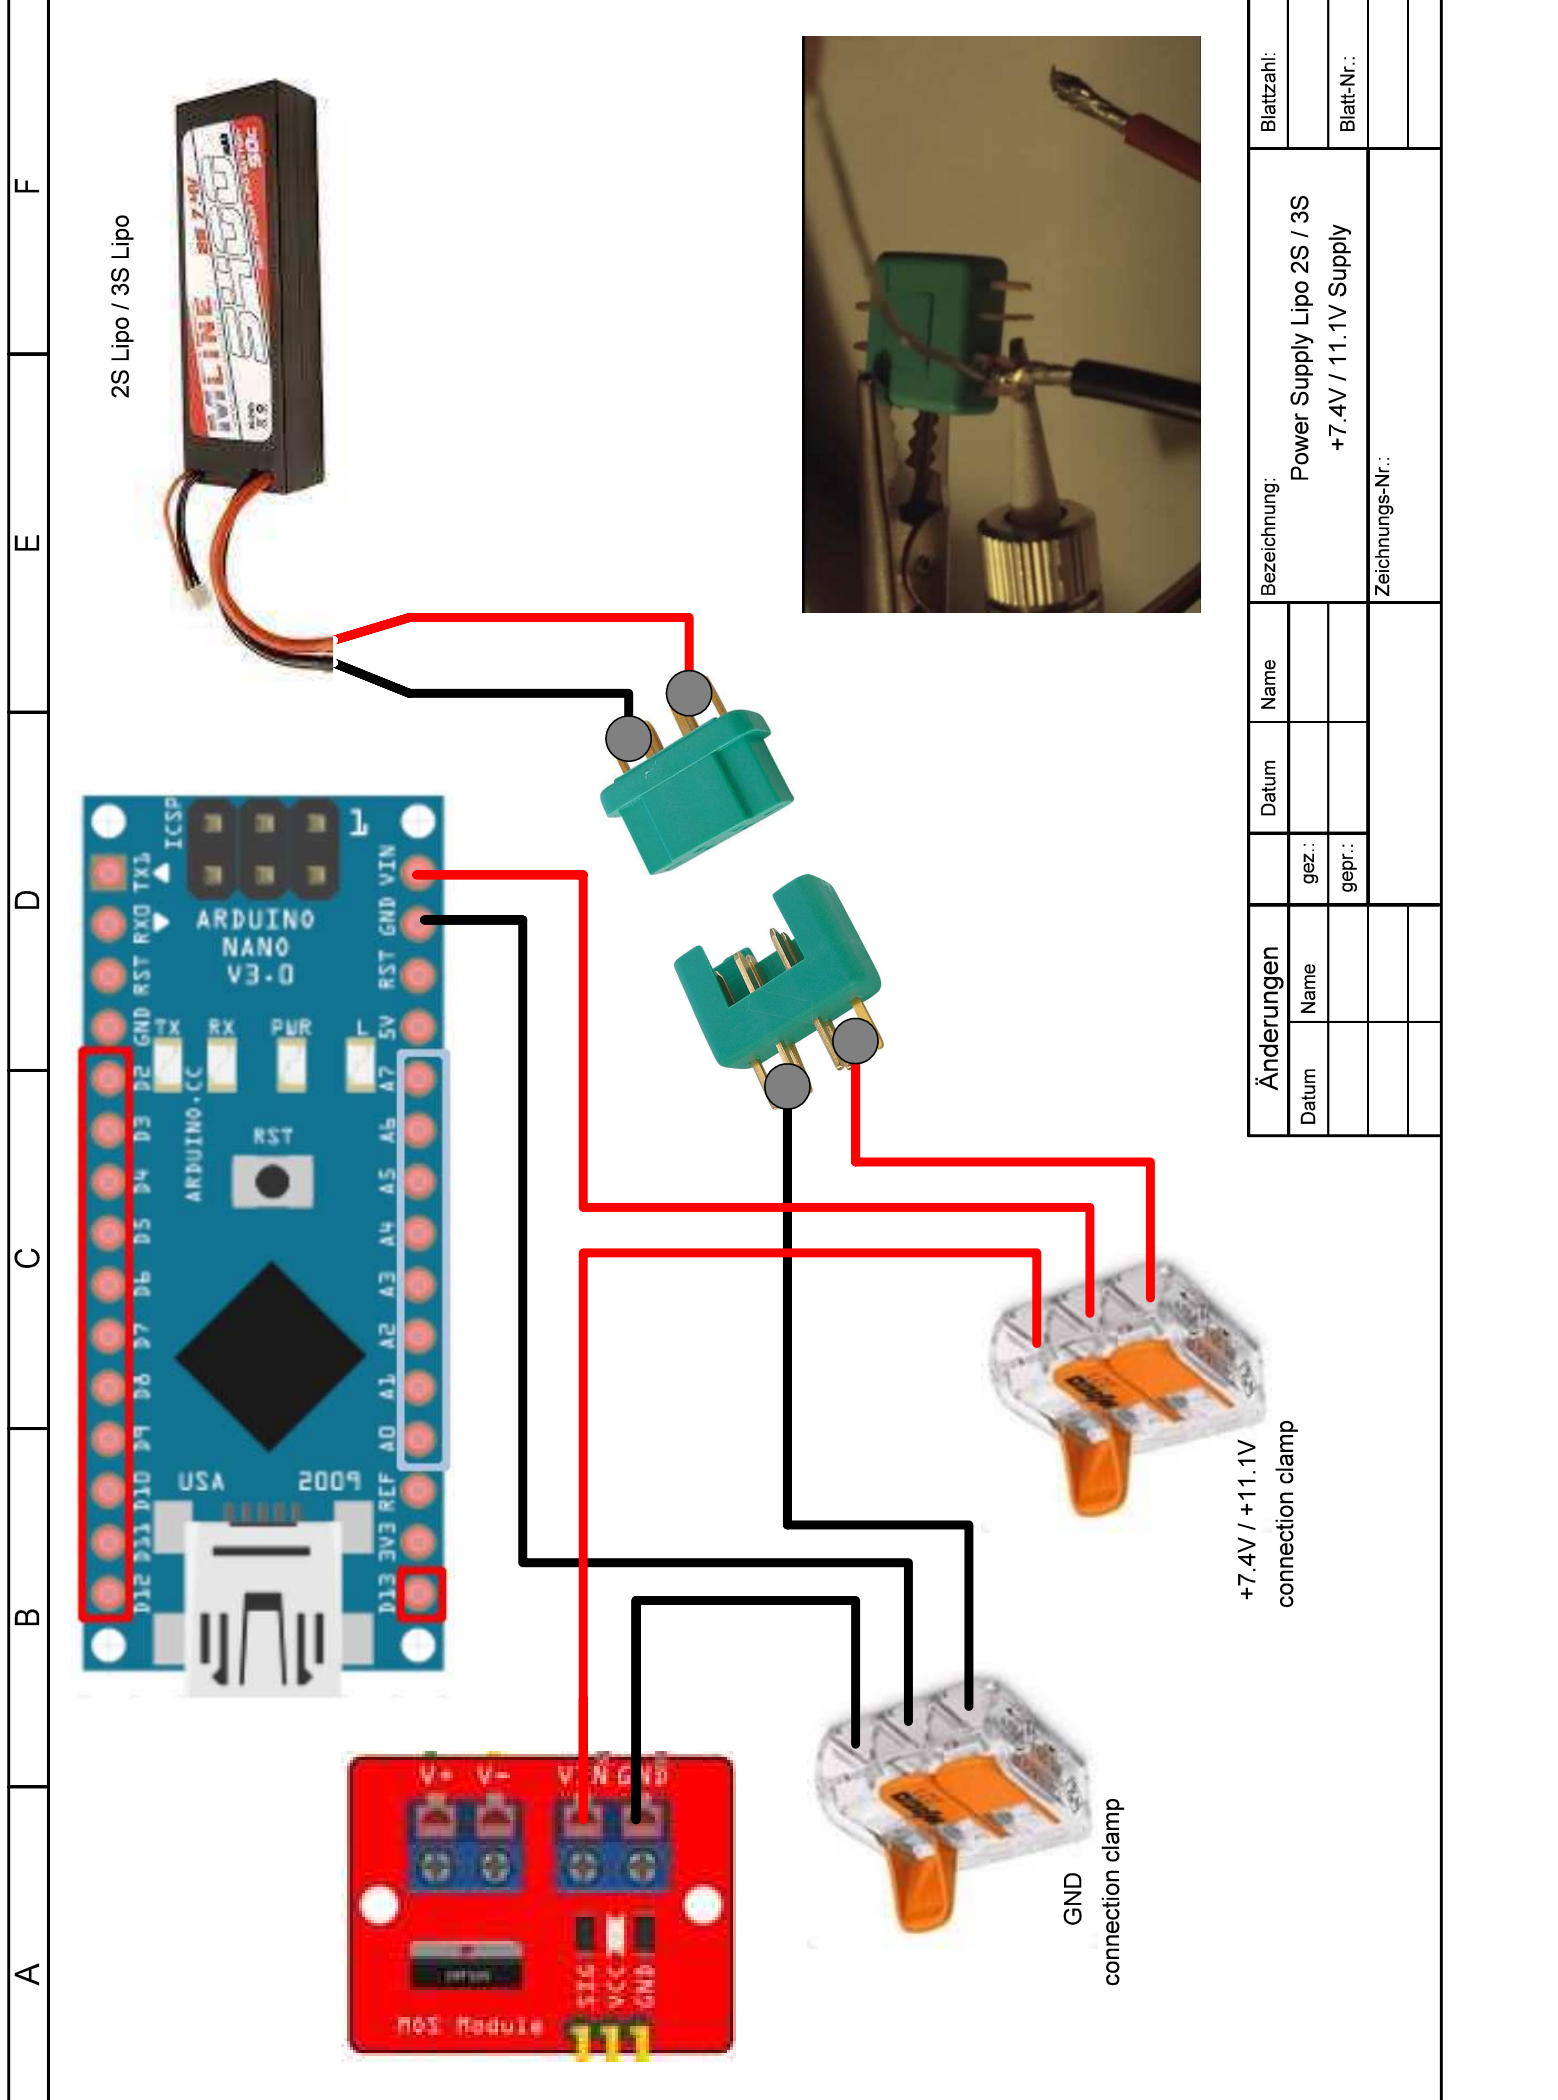 F
E
D
C
B
A
2S Lipo / 3S Lipo
MLINE
5400
50C
ICSP
1
TX1
RX0
RST
GND
D2
D3
D4
D5
D6
D7
D8
D9
D10
D11
D12
ARDUINO
NANO
V3.0
TX
RX
PWR
L
ARDUINO.CC
RST
USA
2009
VIN
GND
RST
5V
A7
A6
A5
A4
A3
A2
A1
A0
REF
3V3
D13
V+
V-
VIN
GND
SIG
VCC
GND
MOS Module
+7.4V / +11.1V
connection clamp
GND
connection clamp
Änderungen
Datum
Name
gez.:
gepr.:
Datum
Name
Bezeichnung:
Power Supply Lipo 2S / 3S
+7.4V / 11.1V Supply
Zeichnungs-Nr.:
Blattzahl:
Blatt-Nr.: